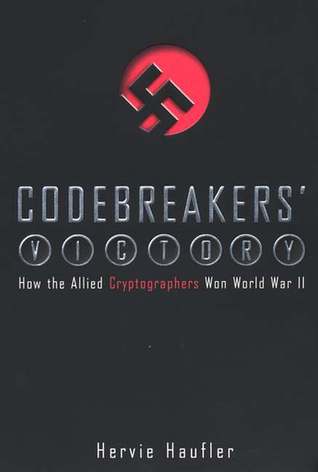 CODEBREAKERS'
VICTORY
How the Allied Cryptographers Won World War II
Hervie Haufler